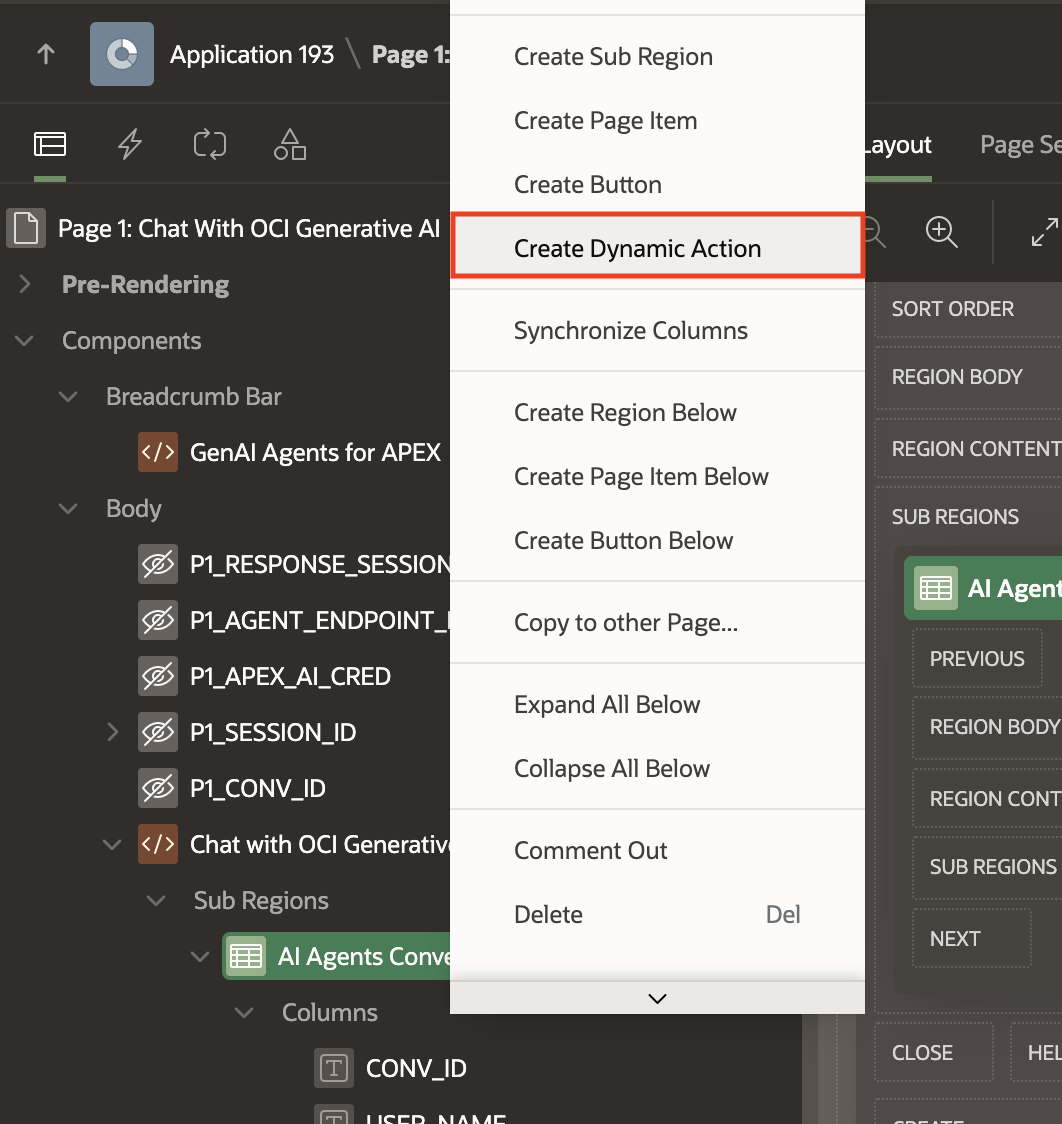 Application 193 \ Page 1:
Page 1: Chat With OCI Generative AI
Pre-Rendering
Components
Breadcrumb Bar
GenAI Agents for APEX
Body
P1_RESPONSE_SESSION
P1_AGENT_ENDPOINT_
P1_APEX_AI_CRED
P1_SESSION_ID
P1_CONV_ID
Chat with OCI Generativ
Sub Regions
AI Agents Conve
Columns
CONV_ID
USER_NAME
Create Sub Region
Create Page Item
Create Button
Create Dynamic Action
Synchronize Columns
Create Region Below
Create Page Item Below
Create Button Below
Copy to other Page...
Expand All Below
Collapse All Below
Comment Out
Delete Del
Layout Page Se
SORT ORDER
REGION BODY
REGION CONTENT
SUB REGIONS
AI Agent
PREVIOUS
REGION BODY
REGION CONT
SUB REGIONS
NEXT
CLOSE HEL
CREATE